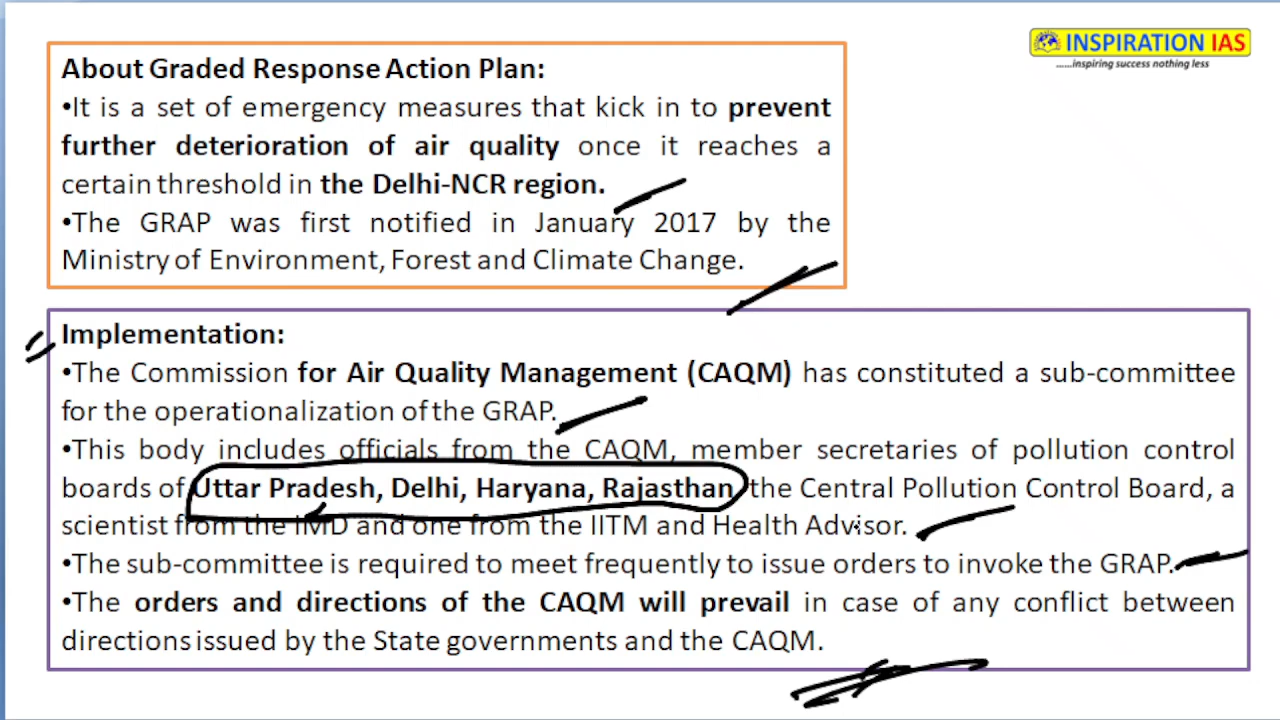 INSPIRATION IAS
......inspiring success nothing less
About Graded Response Action Plan:
•It is a set of emergency measures that kick in to prevent
further deterioration of air quality once it reaches a
certain threshold in the Delhi-NCR region.
•The GRAP was first notified in January 2017 by the
Ministry of Environment, Forest and Climate Change.
Implementation:
•The Commission for Air Quality Management (CAQM) has constituted a sub-committee
for the operationalization of the GRAP.
•This body includes officials from the CAQM, member secretaries of pollution control
boards of Uttar Pradesh, Delhi, Haryana, Rajasthan, the Central Pollution Control Board, a
scientist from the IMD and one from the IITM and Health Advisor.
•The sub-committee is required to meet frequently to issue orders to invoke the GRAP.
•The orders and directions of the CAQM will prevail in case of any conflict between
directions issued by the State governments and the CAQM.